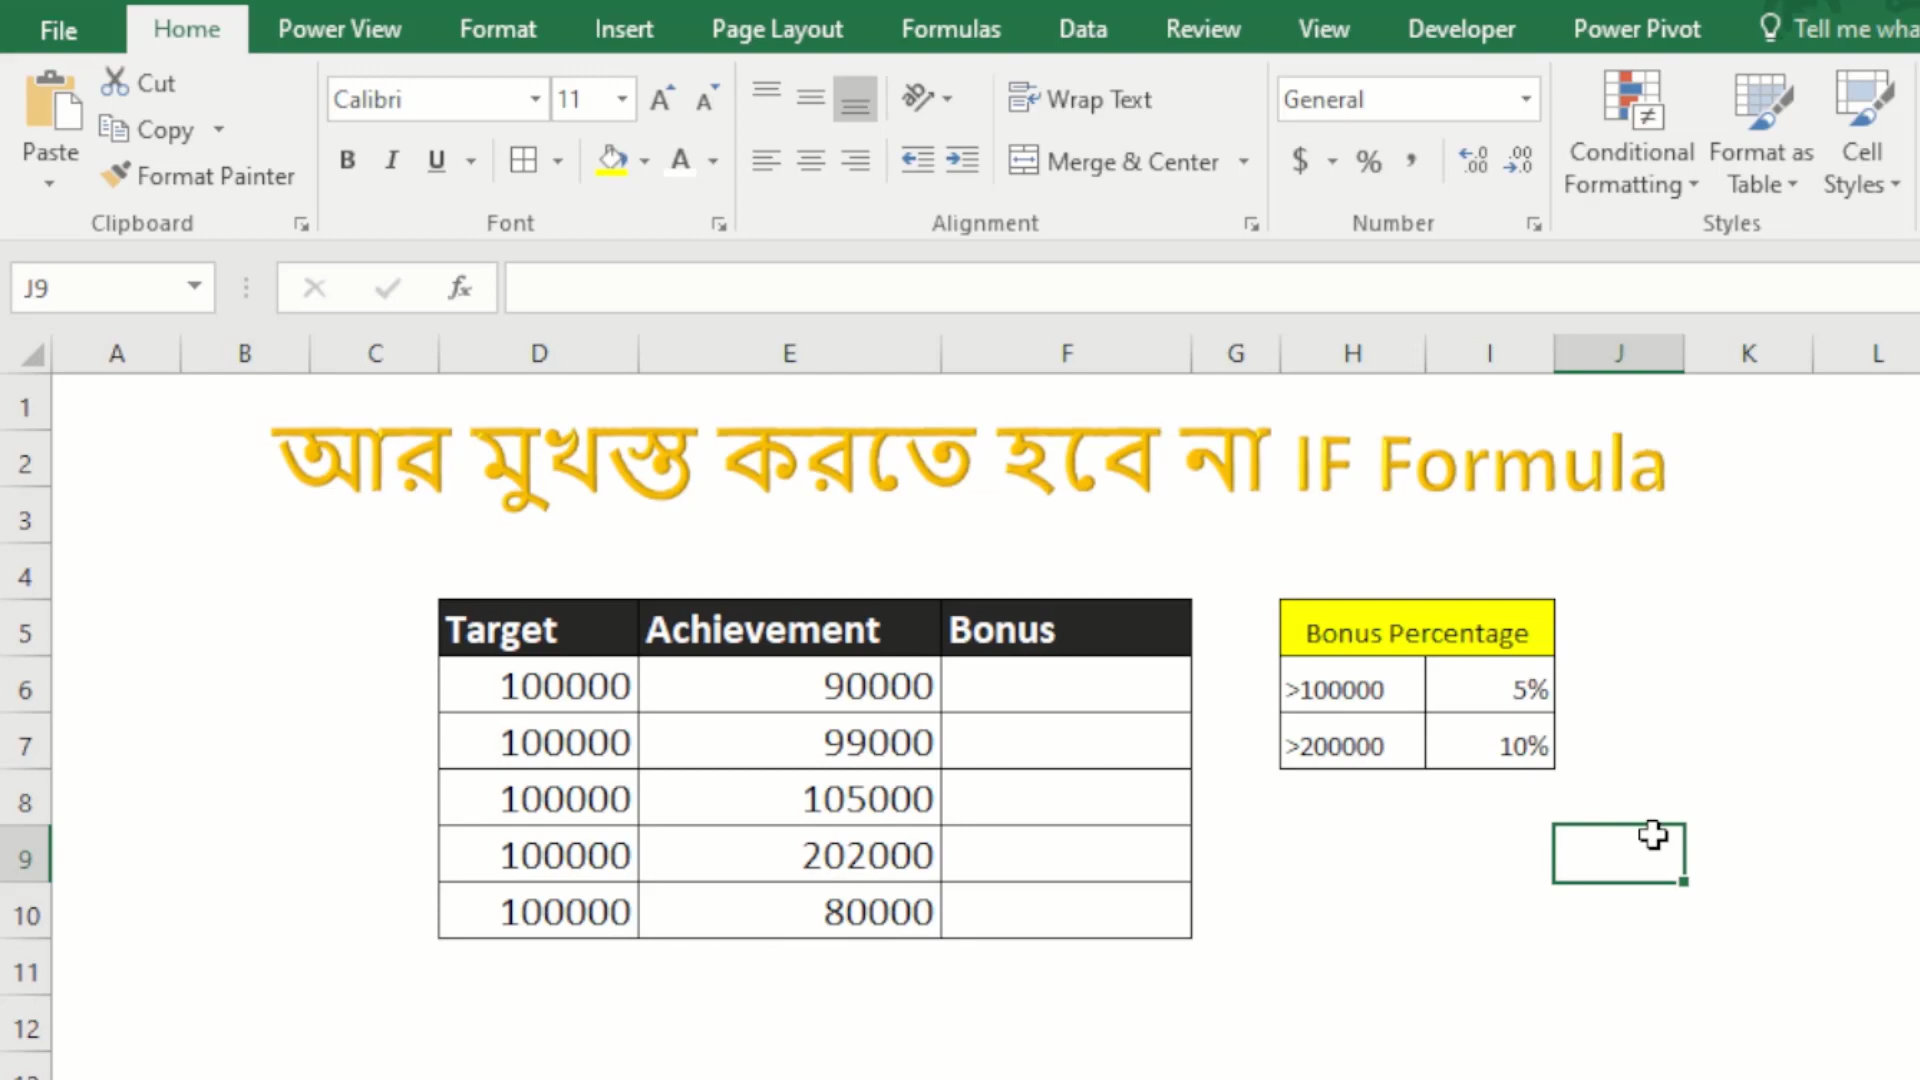 File Home Power View Format Insert Page Layout Formulas Data Review View Developer Power Pivot Tell me wha
Cut
Copy
Format Painter
Paste
Clipboard
Calibri 11
B I U A
Font
Wrap Text
Merge & Center
Alignment
General
$ % ,
Number
Conditional Formatting
Format as Table
Cell Styles
Styles
J9 fx
A B C D E F G H I J K L
1
2 আর মুখস্ত করতে হবে না IF Formula
3
4
5 Target Achievement Bonus Bonus Percentage
6 100000 90000 >100000 5%
7 100000 99000 >200000 10%
8 100000 105000
9 100000 202000
10 100000 80000
11
12